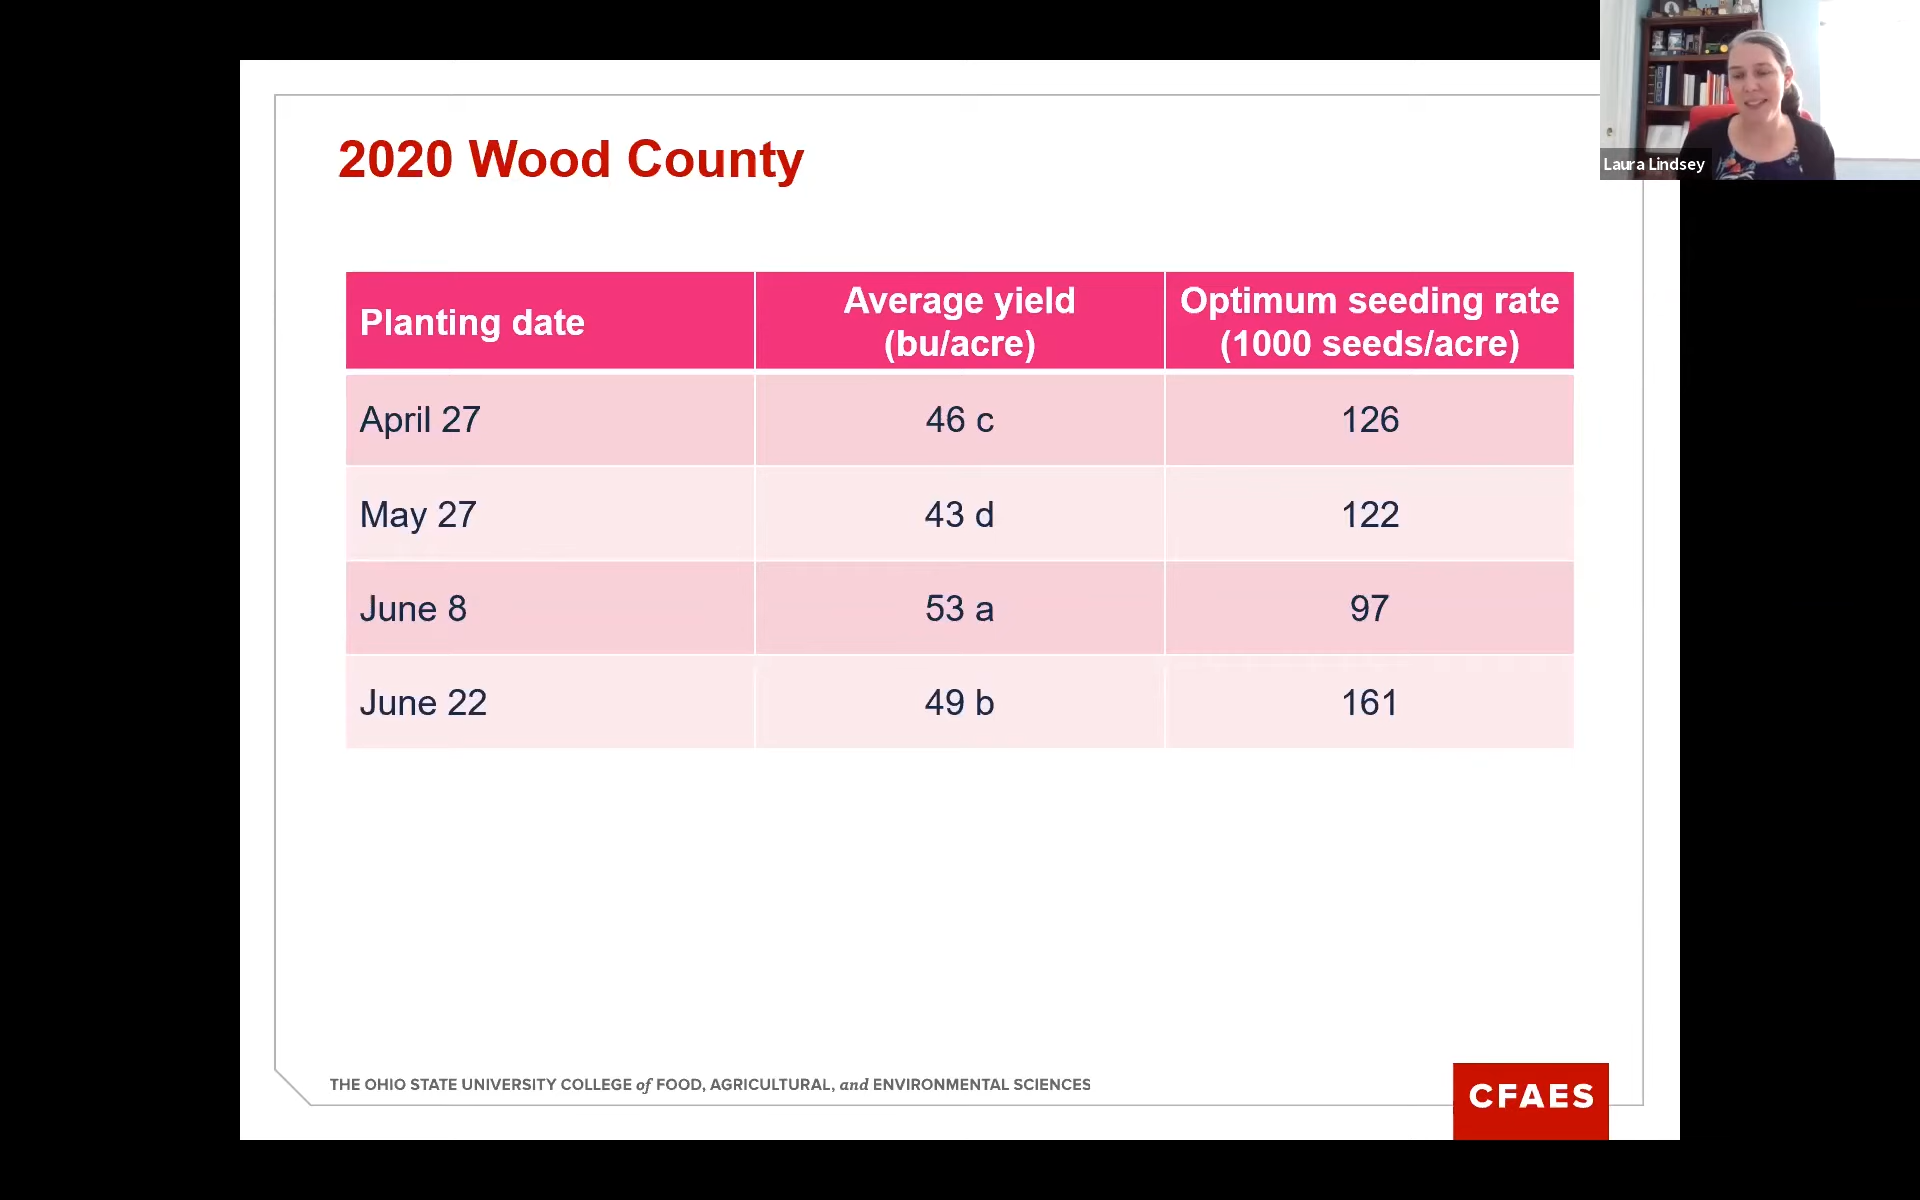 2020 Wood County
Laura Lindsey
Planting date
Average yield
(bu/acre)
Optimum seeding rate
(1000 seeds/acre)
April 27
46 c
126
May 27
43 d
122
June 8
53 a
97
June 22
49 b
161
THE OHIO STATE UNIVERSITY COLLEGE of FOOD, AGRICULTURAL, and ENVIRONMENTAL SCIENCES
CFAES